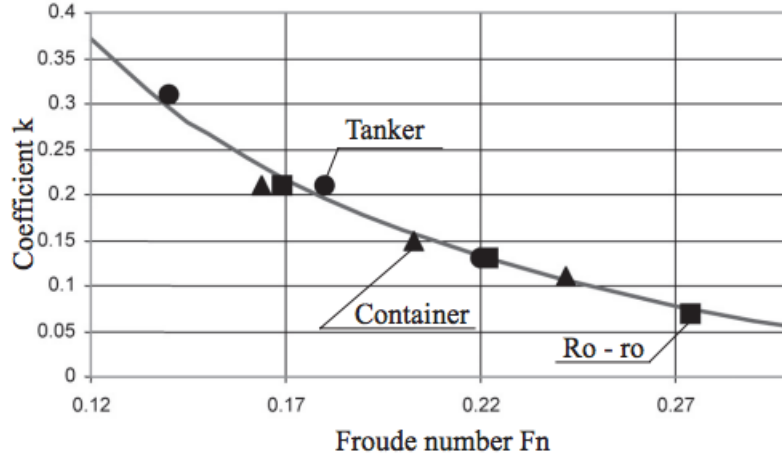 0.4
0.35
0.3
0.25
0.2
0.15
0.1
0.05
0
Coefficient k
Tanker
Container
Ro - ro
0.12 0.17 0.22 0.27
Froude number Fn